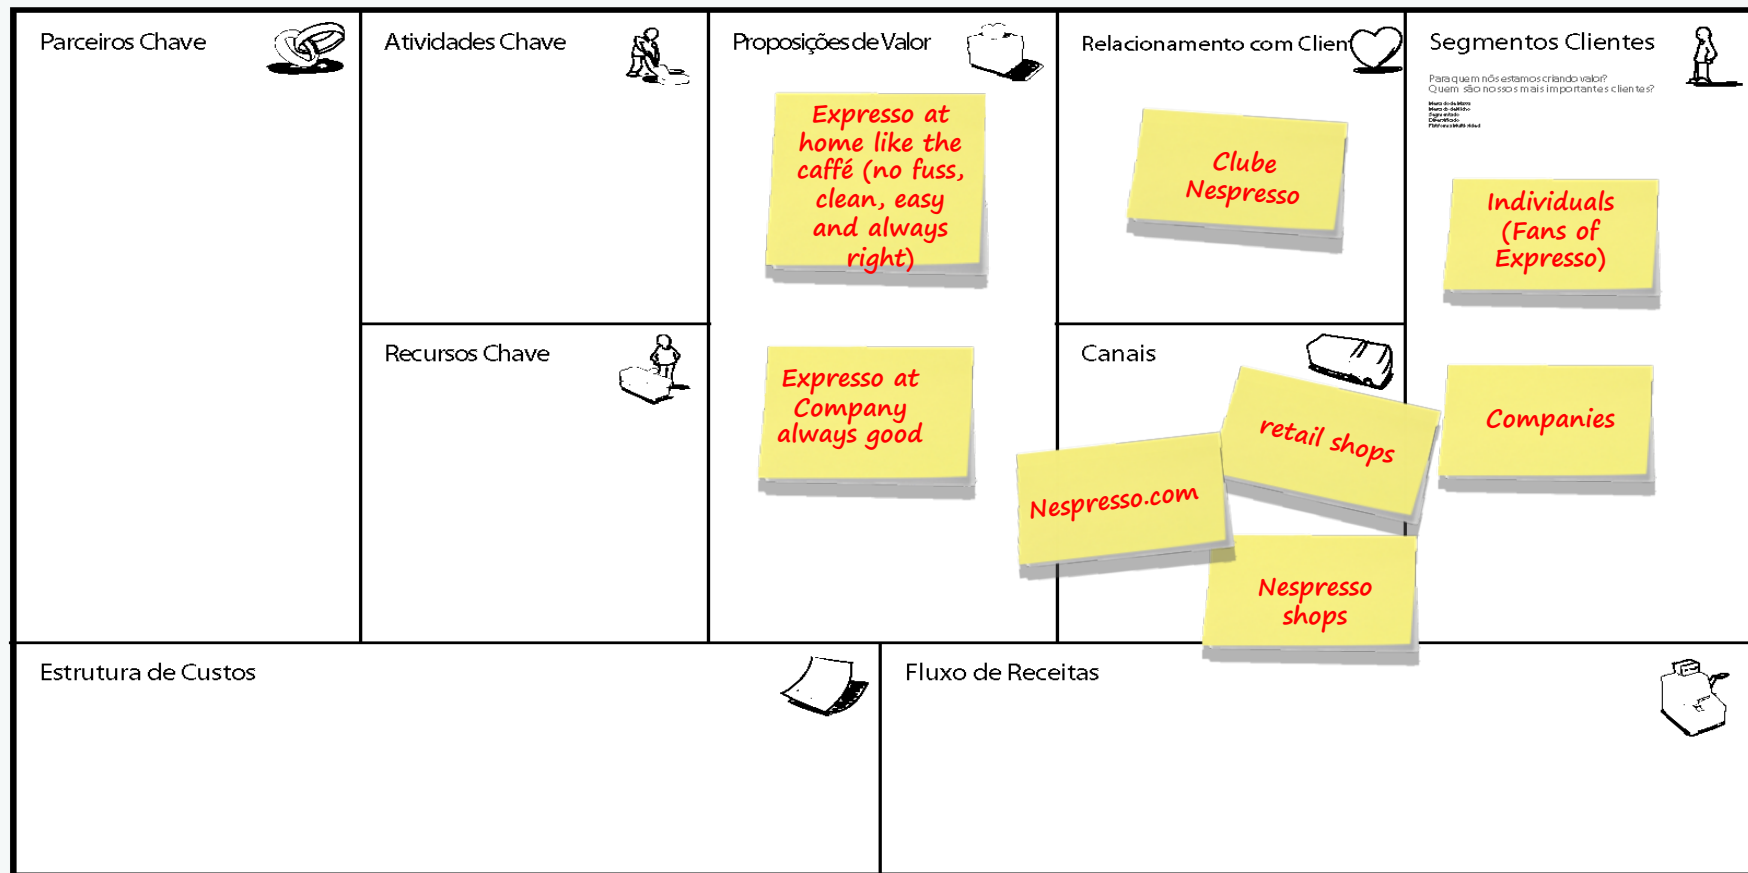 Parceiros Chave
Atividades Chave
Proposições de Valor
Expresso at
home like the
caffé (no fuss,
clean, easy
and always
right)
Expresso at
Company
always good
Relacionamento com Clien
Clube
Nespresso
Segmentos Clientes
Para quem nós estamos criando valor?
Quem são nossos mais importantes clientes?
Individuals
(Fans of
Expresso)
Companies
Recursos Chave
Canais
retail shops
Nespresso.com
Nespresso
shops
Estrutura de Custos
Fluxo de Receitas